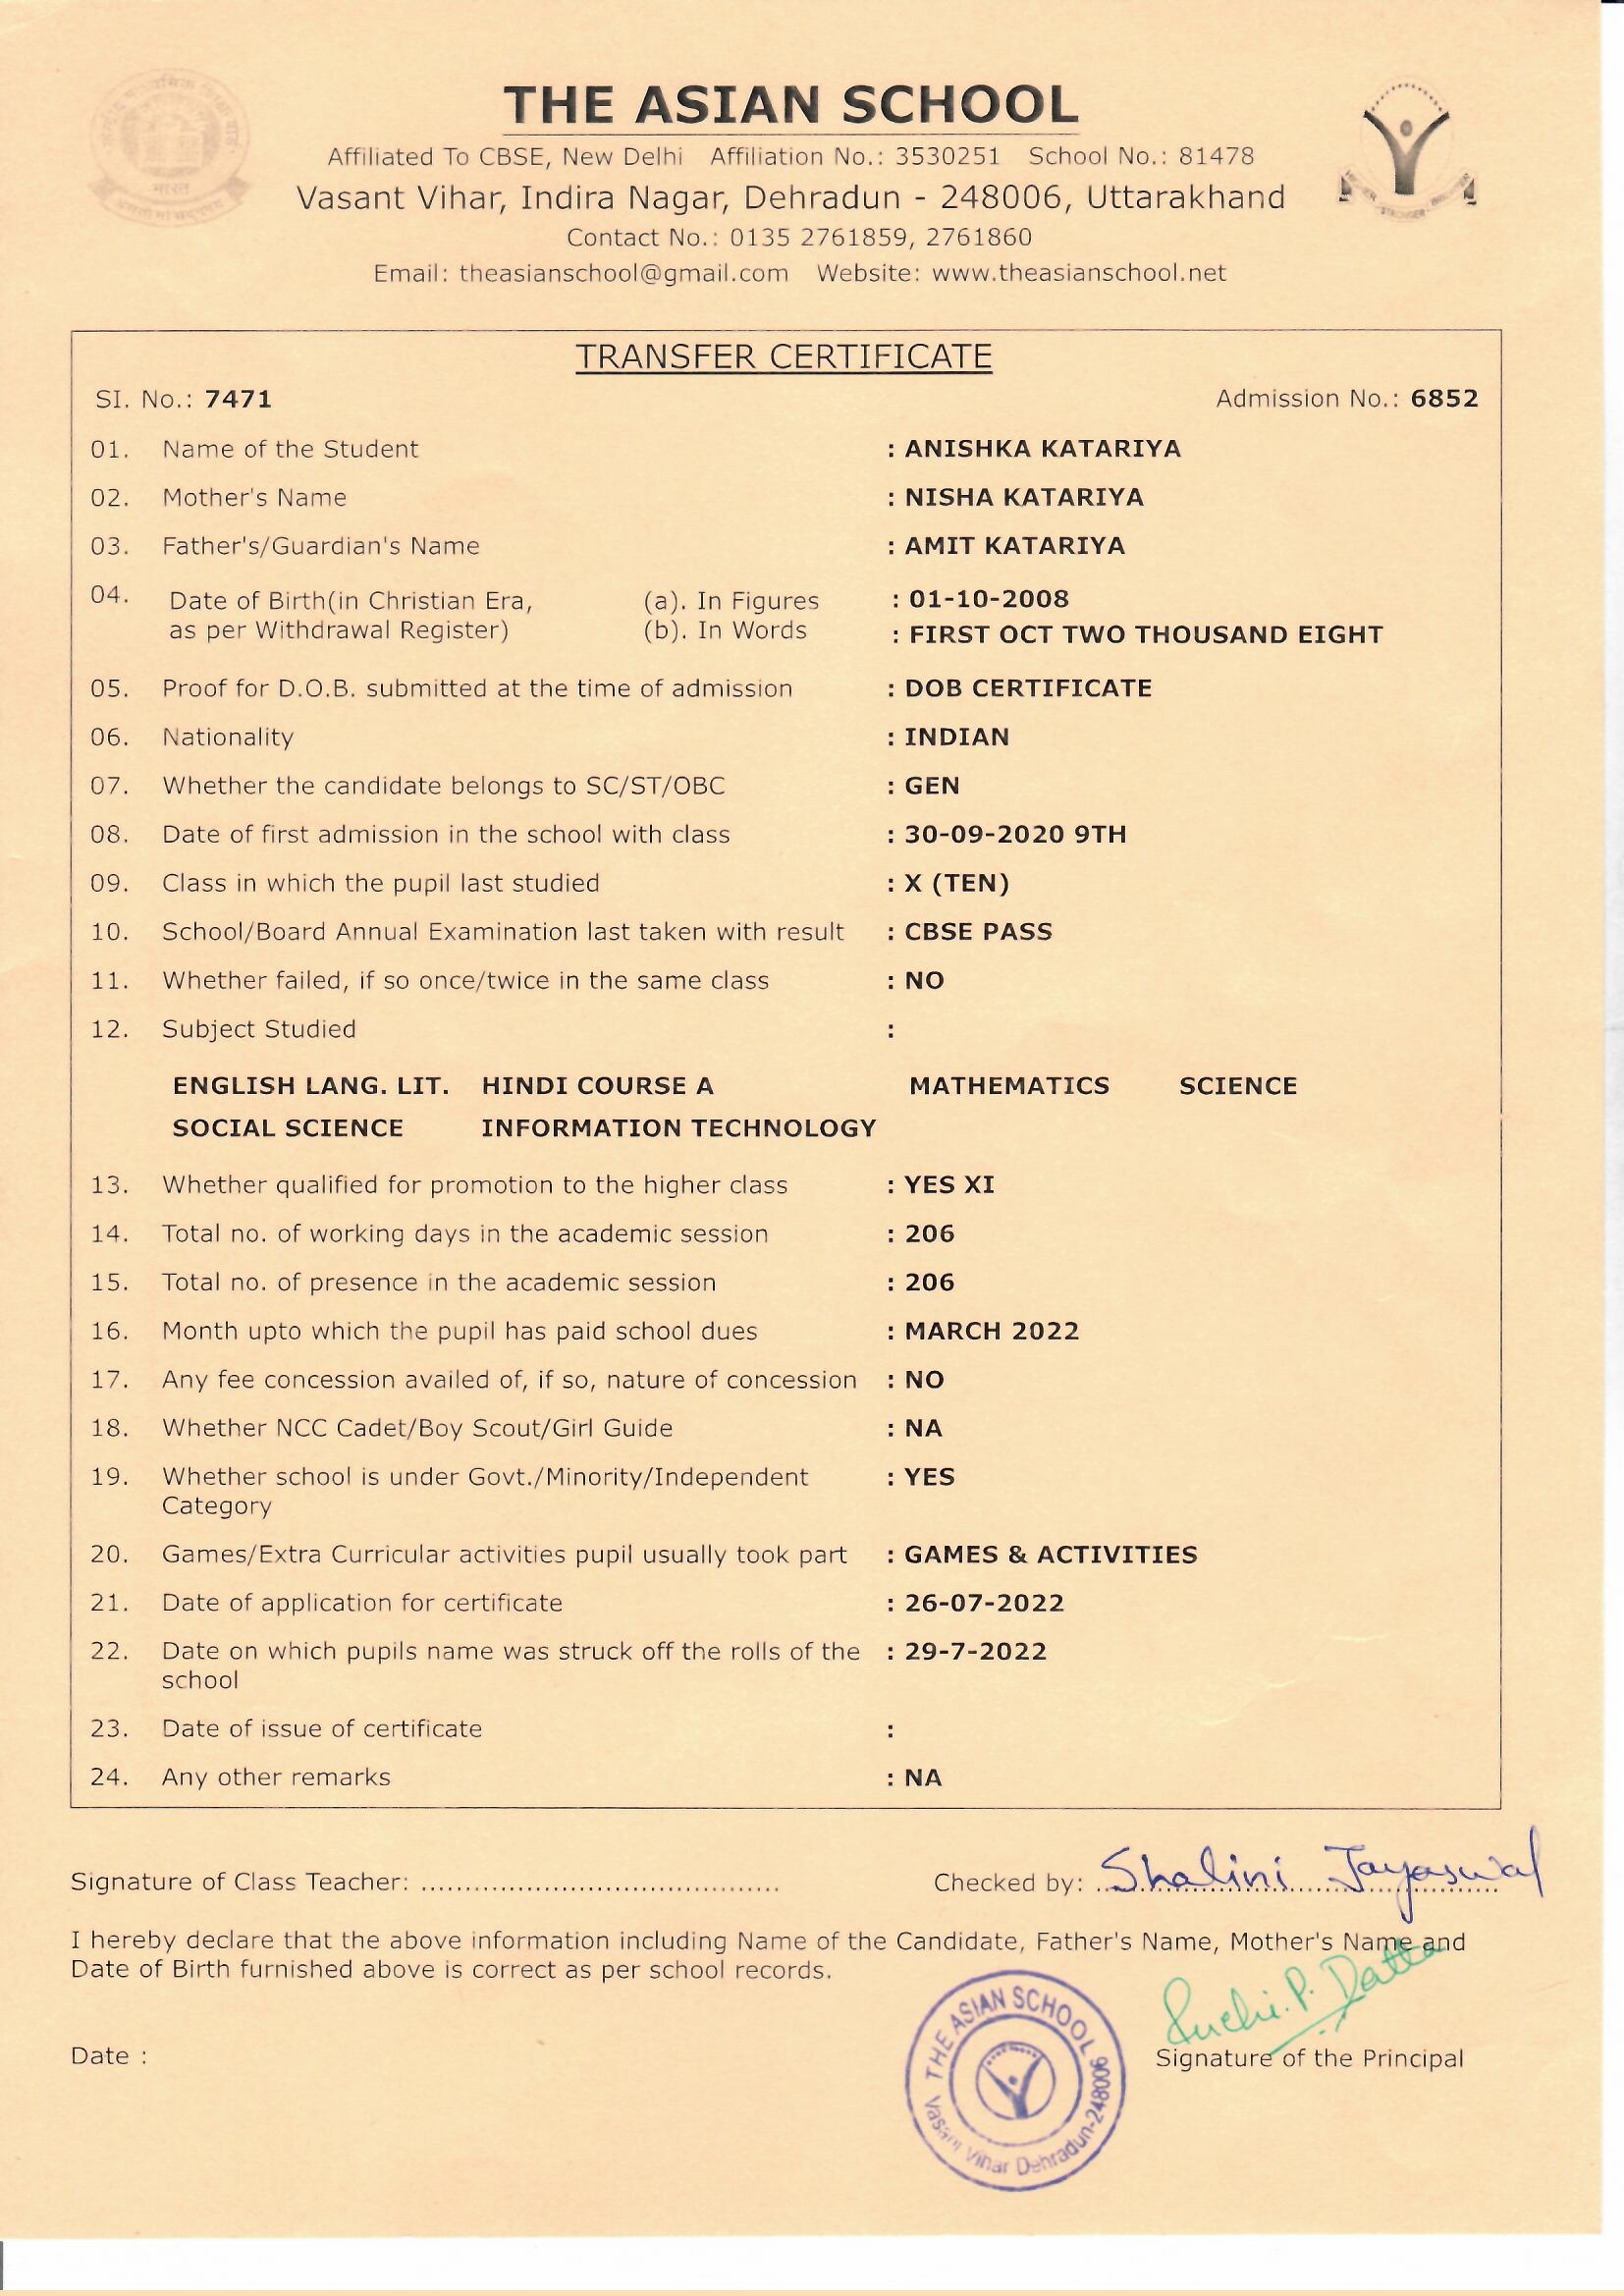 THE ASIAN SCHOOL
Affiliated To CBSE, New Delhi Affiliation No.: 3530251 School No.: 81478
Vasant Vihar, Indira Nagar, Dehradun - 248006, Uttarakhand
Contact No.: 0135 2761859, 2761860
Email: theasianschool@gmail.com Website: www.theasianschool.net
भारत
TRANSFER CERTIFICATE
SI. No.: 7471 Admission No.: 6852
01. Name of the Student : ANISHKA KATARIYA
02. Mother's Name : NISHA KATARIYA
03. Father's/Guardian's Name : AMIT KATARIYA
04. Date of Birth(in Christian Era, (a). In Figures : 01-10-2008
as per Withdrawal Register) (b). In Words : FIRST OCT TWO THOUSAND EIGHT
05. Proof for D.O.B. submitted at the time of admission : DOB CERTIFICATE
06. Nationality : INDIAN
07. Whether the candidate belongs to SC/ST/OBC : GEN
08. Date of first admission in the school with class : 30-09-2020 9TH
09. Class in which the pupil last studied : X (TEN)
10. School/Board Annual Examination last taken with result : CBSE PASS
11. Whether failed, if so once/twice in the same class : NO
12. Subject Studied :
ENGLISH LANG. LIT. HINDI COURSE A MATHEMATICS SCIENCE
SOCIAL SCIENCE INFORMATION TECHNOLOGY
13. Whether qualified for promotion to the higher class : YES XI
14. Total no. of working days in the academic session : 206
15. Total no. of presence in the academic session : 206
16. Month upto which the pupil has paid school dues : MARCH 2022
17. Any fee concession availed of, if so, nature of concession : NO
18. Whether NCC Cadet/Boy Scout/Girl Guide : NA
19. Whether school is under Govt./Minority/Independent : YES
Category
20. Games/Extra Curricular activities pupil usually took part : GAMES & ACTIVITIES
21. Date of application for certificate : 26-07-2022
22. Date on which pupils name was struck off the rolls of the : 29-7-2022
school
23. Date of issue of certificate :
24. Any other remarks : NA
Signature of Class Teacher: ........................................ Checked by: Shalini Jayaswal
I hereby declare that the above information including Name of the Candidate, Father's Name, Mother's Name and
Date of Birth furnished above is correct as per school records.
Ruchi. P. Datta
Date : Signature of the Principal
THE ASIAN SCHOOL
Vasant Vihar Dehradun-248006